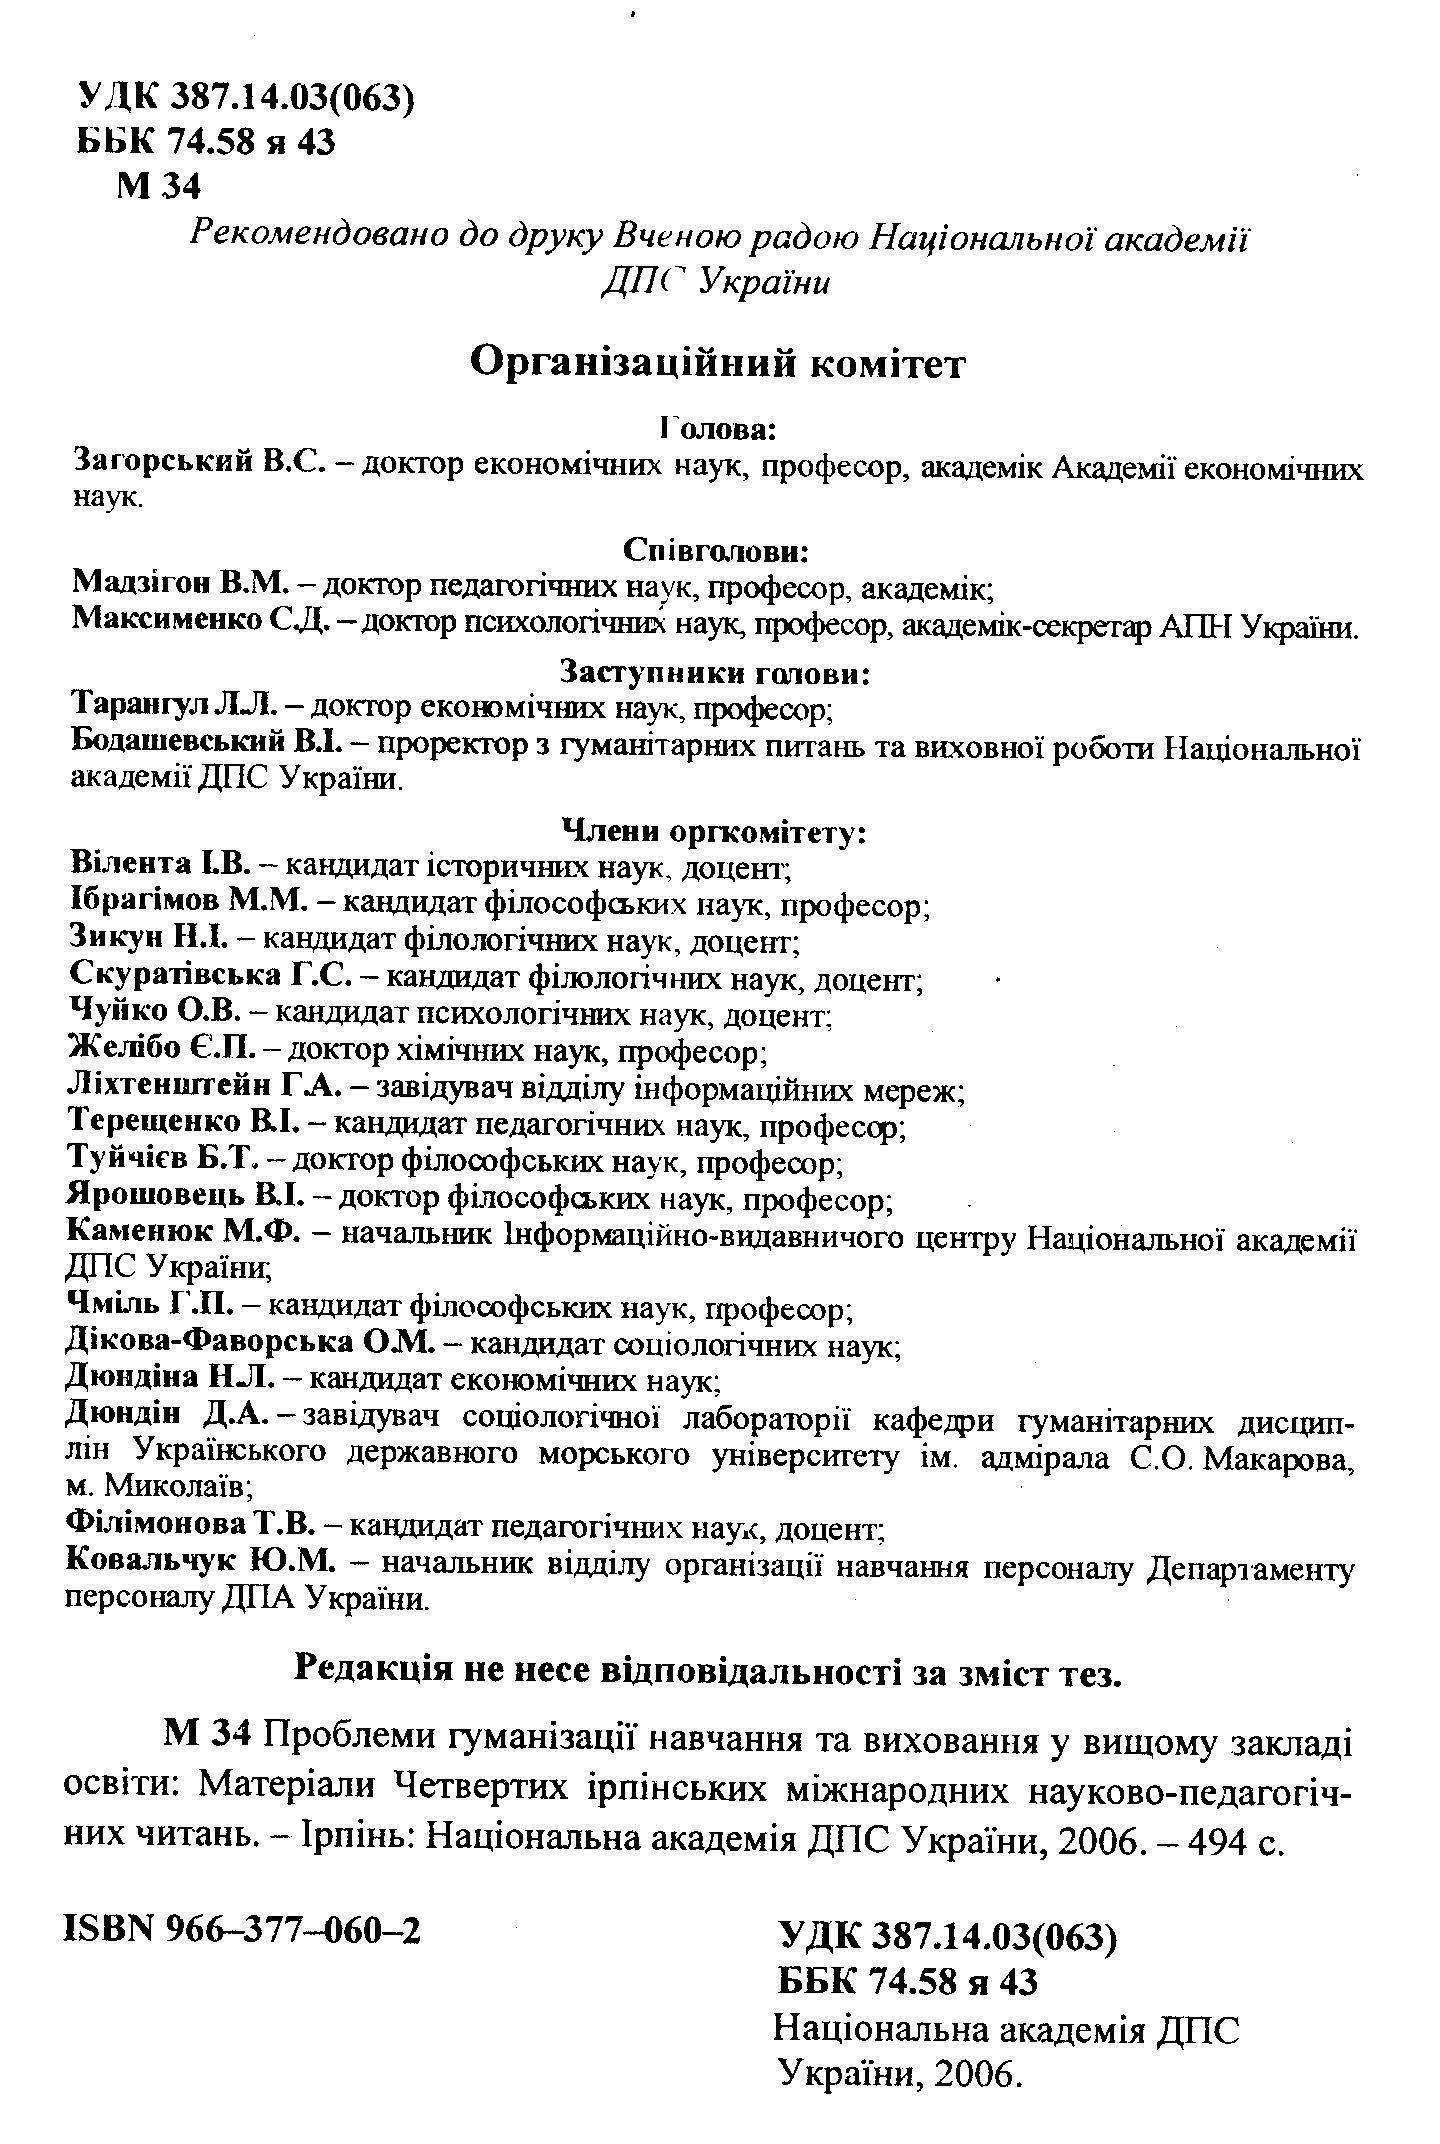 УДК 387.14.03(063)
ББК 74.58 я 43
М 34
Рекомендовано до друку Вченою радою Національної академії
ДПС України
Організаційний комітет
Голова:
Загорський В.С. – доктор економічних наук, професор, академік Академії економічних
наук.
Співголови:
Мадзігон В.М. – доктор педагогічних наук, професор, академік;
Максименко С.Д. – доктор психологічних наук, професор, академік-секретар АПН України.
Заступники голови:
Тарангул Л.Л. – доктор економічних наук, професор;
Бодашевський В.І. – проректор з гуманітарних питань та виховної роботи Національної
академії ДПС України.
Члени оргкомітету:
Вілента І.В. – кандидат історичних наук, доцент;
Ібрагімов М.М. – кандидат філософських наук, професор;
Зикун Н.І. – кандидат філологічних наук, доцент;
Скуратівська Г.С. – кандидат філологічних наук, доцент;
Чуйко О.В. – кандидат психологічних наук, доцент;
Желібо Є.П. – доктор хімічних наук, професор;
Ліхтенштейн Г.А. – завідувач відділу інформаційних мереж;
Терещенко В.І. – кандидат педагогічних наук, професор;
Туйчієв Б.Т. – доктор філософських наук, професор;
Ярошовець В.І. – доктор філософських наук, професор;
Каменюк М.Ф. – начальник Інформаційно-видавничого центру Національної академії
ДПС України;
Чміль Г.П. – кандидат філософських наук, професор;
Дікова-Фаворська О.М. – кандидат соціологічних наук;
Дюндіна Н.Л. – кандидат економічних наук;
Дюндін Д.А. – завідувач соціологічної лабораторії кафедри гуманітарних дисцип-
лін Українського державного морського університету ім. адмірала С.О. Макарова,
м. Миколаїв;
Філімонова Т.В. – кандидат педагогічних наук, доцент;
Ковальчук Ю.М. – начальник відділу організації навчання персоналу Департаменту
персоналу ДПА України.
Редакція не несе відповідальності за зміст тез.
М 34 Проблеми гуманізації навчання та виховання у вищому закладі
освіти: Матеріали Четвертих ірпінських міжнародних науково-педагогіч-
них читань. – Ірпінь: Національна академія ДПС України, 2006. – 494 с.
ISBN 966–377–060–2
УДК 387.14.03(063)
ББК 74.58 я 43
Національна академія ДПС
України, 2006.